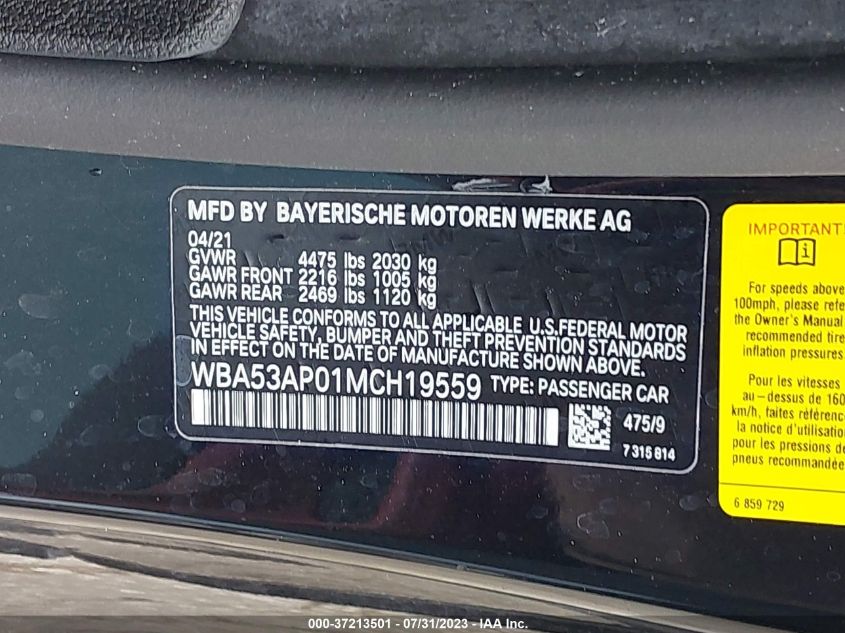 MFD BY BAYERISCHE MOTOREN WERKE AG
04/21
GVWR 4475 lbs 2030 kg
GAWR FRONT 2216 lbs 1005 kg
GAWR REAR 2469 lbs 1120 kg
THIS VEHICLE CONFORMS TO ALL APPLICABLE U.S.FEDERAL MOTOR
VEHICLE SAFETY, BUMPER AND THEFT PREVENTION STANDARDS
IN EFFECT ON THE DATE OF MANUFACTURE SHOWN ABOVE.
WBA53AP01MCH19559 TYPE: PASSENGER CAR
475/9
7 315 814
IMPORTANT
For speeds above
100mph, please refe
the Owner's Manual
recommended tire
inflation pressures
Pour les vitesses
au-dessus de 160
km/h, faites référenc
la notice d'utilisation
pour les pressions de
pneus recommandée
6 859 729
000-37213501 - 07/31/2023 - IAA Inc.